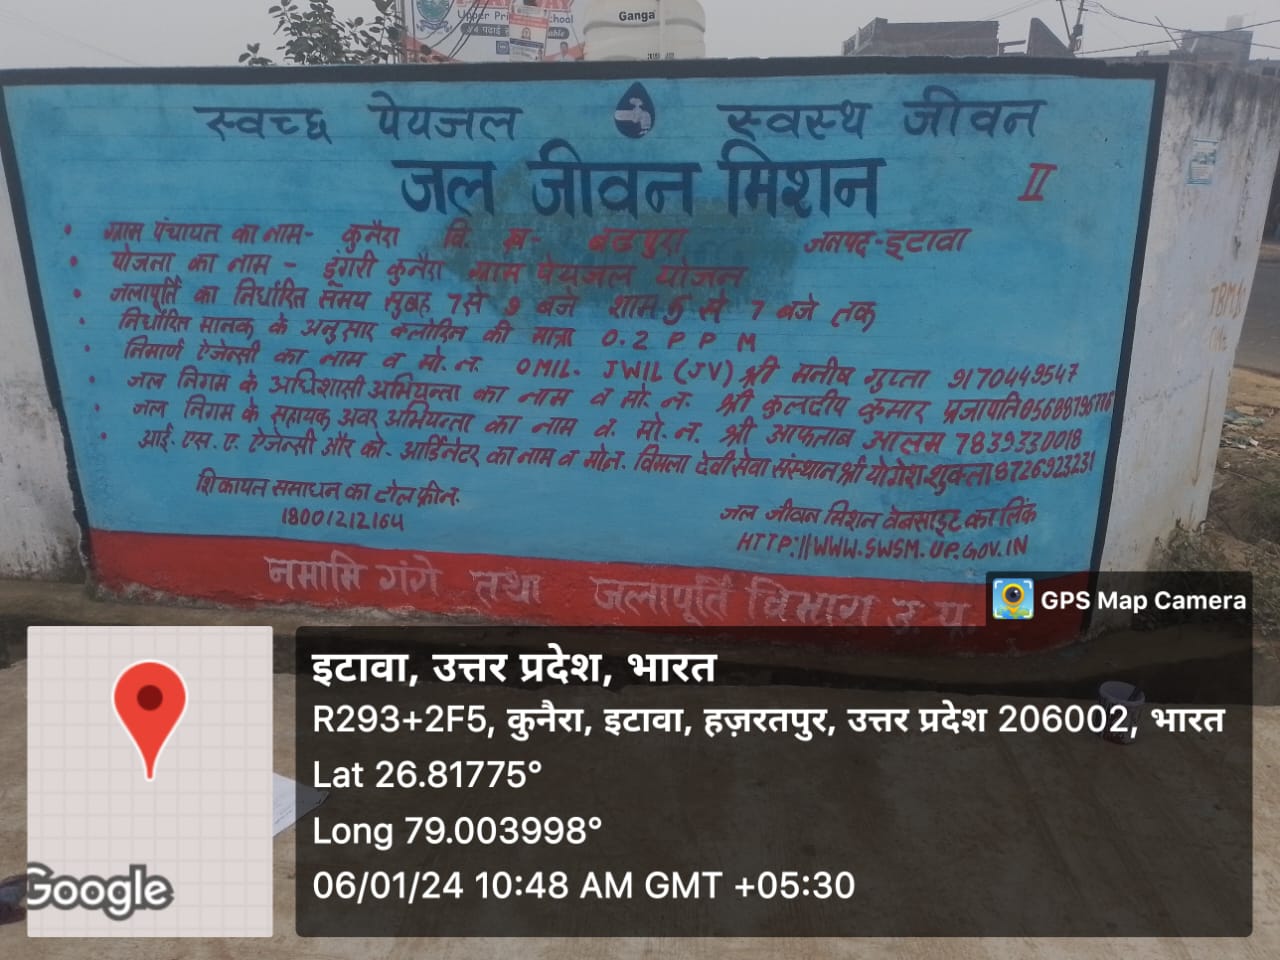 Upper
Ganga
स्वच्छ पेयजल स्वस्थ जीवन
जल जीवन मिशन II
• ग्राम पंचायत का नाम- कुनैरा वि. ख- बढपुरा जनपद-इटावा
• योजना का नाम - डूंगरी कुनैरा ग्राम पेयजल योजन
• जलापूर्ति का निर्धारित समय सुबह 7 से 9 बजे शाम 5 से 7 बजे तक
• निर्धारित मानक के अनुसार क्लोरिन की मात्रा 0.2 P P M
• निमार्ण ऐजेन्सी का नाम व मो. न. OMIL. JWIL (JV) श्री मनीष गुप्ता 9170449547
• जल निगम के अधिशासी अभियन्ता का नाम व मो. न. श्री कुलदीप कुमार प्रजापति
• जल निगम के सहायक अवर अभियन्ता का नाम व. मो. न. श्री आफताब आलम 7839330018
• आई. एस. ए. ऐजेन्सी और को- आर्डिनेटर का नाम व मो.न. विमला देवी सेवा संस्थान श्री योगेश शुक्ला 8726923231
शिकायत समाधन का टोल फ्री न.
18001212164
जल जीवन मिशन वेबसाइट का लिंक
HTTP://WWW.SWSM.UP.GOV.IN
नमामि गंगे तथा जलापूर्ति विभाग उ. प्र.
GPS Map Camera
Google
इटावा, उत्तर प्रदेश, भारत
R293+2F5, कुनैरा, इटावा, हज़रतपुर, उत्तर प्रदेश 206002, भारत
Lat 26.81775°
Long 79.003998°
06/01/24 10:48 AM GMT +05:30